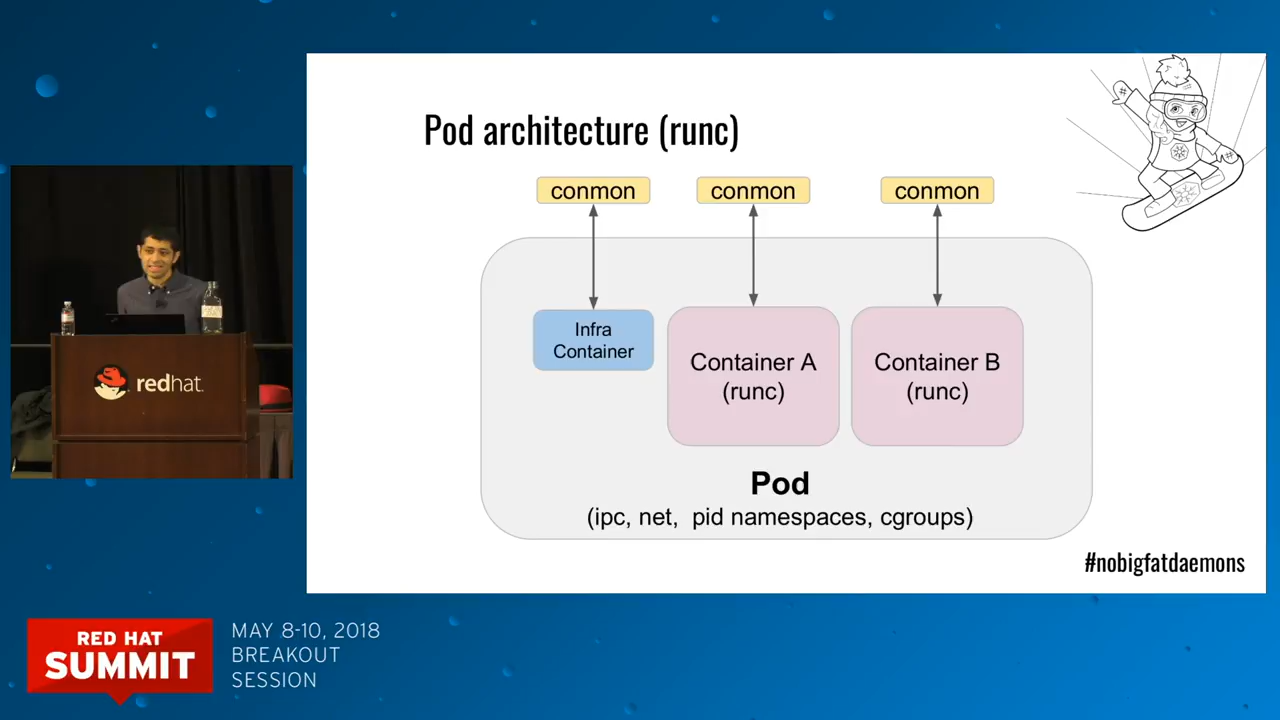 Pod architecture (runc)
conmon
conmon
conmon
Infra
Container
Container A
(runc)
Container B
(runc)
Pod
(ipc, net, pid namespaces, cgroups)
#nobigfatdaemons
redhat.
RED HAT
SUMMIT
MAY 8-10, 2018
BREAKOUT
SESSION